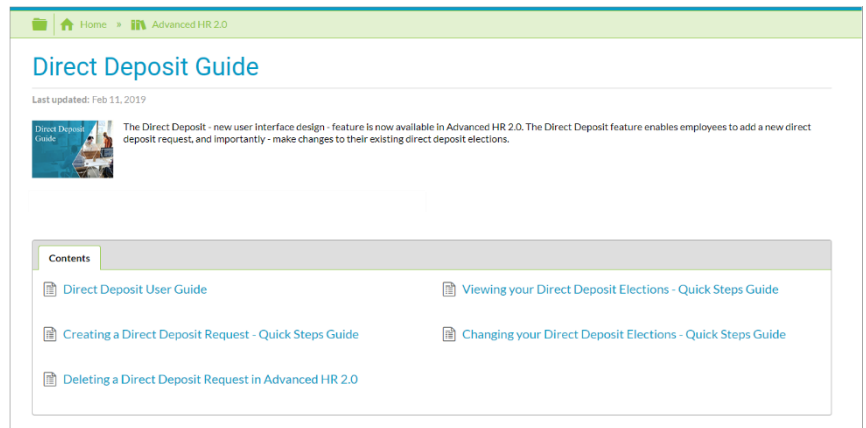 Home » Advanced HR 2.0
Direct Deposit Guide
Last updated: Feb 11, 2019
Direct Deposit
Guide
The Direct Deposit - new user interface design - feature is now available in Advanced HR 2.0. The Direct Deposit feature enables employees to add a new direct
deposit request, and importantly - make changes to their existing direct deposit elections.
Contents
Direct Deposit User Guide
Viewing your Direct Deposit Elections - Quick Steps Guide
Creating a Direct Deposit Request - Quick Steps Guide
Changing your Direct Deposit Elections - Quick Steps Guide
Deleting a Direct Deposit Request in Advanced HR 2.0